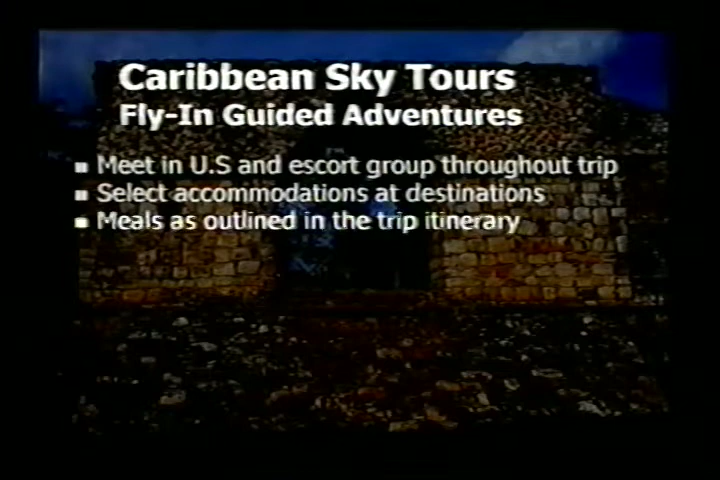 Caribbean Sky Tours
Fly-In Guided Adventures
Meet in U.S and escort group throughout trip
Select accommodations at destinations
Meals as outlined in the trip itinerary